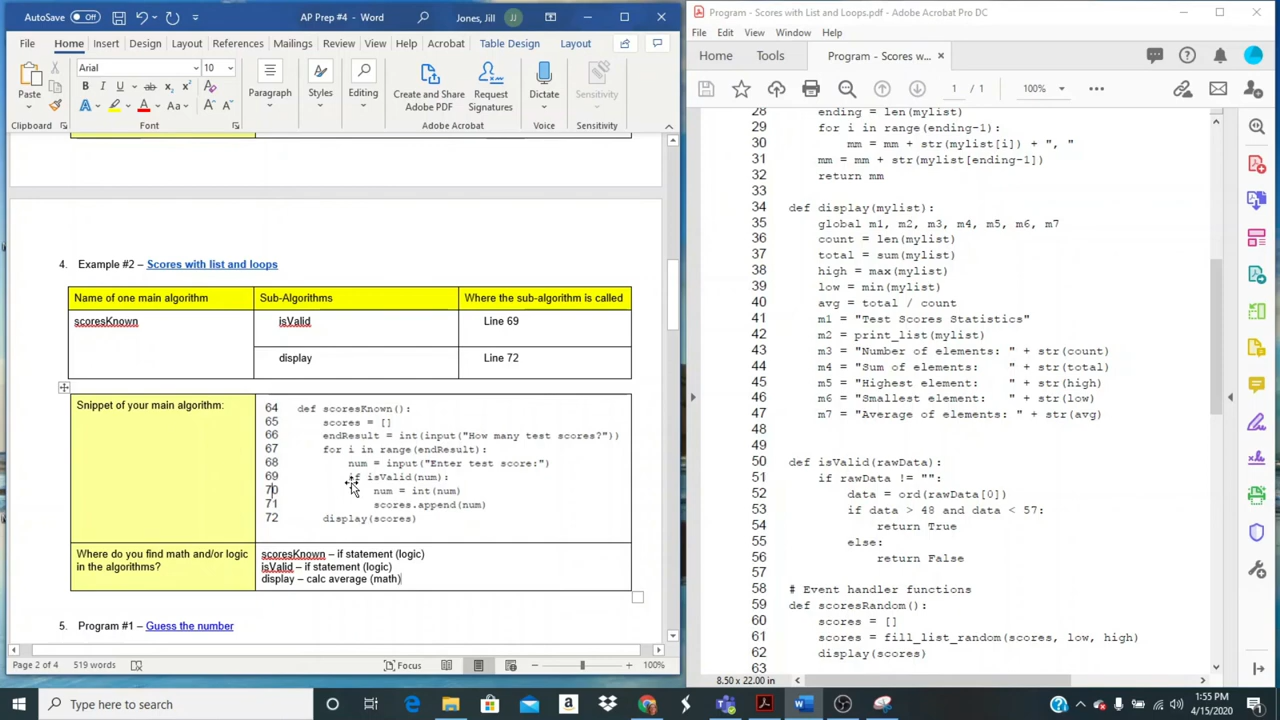 AutoSave Off AP Prep #4 - Word Jones, Jill JJ
File Home Insert Design Layout References Mailings Review View Help Acrobat Table Design Layout
Arial 10
Paste Paragraph Styles Editing Create and Share Adobe PDF Request Signatures Dictate Sensitivity
Clipboard Font Adobe Acrobat Voice Sensitivity
4. Example #2 – Scores with list and loops
Name of one main algorithm Sub-Algorithms Where the sub-algorithm is called
scoresKnown isValid Line 69
display Line 72
Snippet of your main algorithm:
64 def scoresKnown():
65 scores = []
66 endResult = int(input("How many test scores?"))
67 for i in range(endResult):
68 num = input("Enter test score:")
69 if isValid(num):
70 num = int(num)
71 scores.append(num)
72 display(scores)
Where do you find math and/or logic in the algorithms?
scoresKnown – if statement (logic)
isValid – if statement (logic)
display – calc average (math)
5. Program #1 – Guess the number
Page 2 of 4 519 words Focus 100%
Program - Scores with List and Loops.pdf - Adobe Acrobat Pro DC
File Edit View Window Help
Home Tools Program - Scores w...
1 / 1 100%
28 ending = len(mylist)
29 for i in range(ending-1):
30 mm = mm + str(mylist[i]) + ", "
31 mm = mm + str(mylist[ending-1])
32 return mm
33
34 def display(mylist):
35 global m1, m2, m3, m4, m5, m6, m7
36 count = len(mylist)
37 total = sum(mylist)
38 high = max(mylist)
39 low = min(mylist)
40 avg = total / count
41 m1 = "Test Scores Statistics"
42 m2 = print_list(mylist)
43 m3 = "Number of elements: " + str(count)
44 m4 = "Sum of elements: " + str(total)
45 m5 = "Highest element: " + str(high)
46 m6 = "Smallest element: " + str(low)
47 m7 = "Average of elements: " + str(avg)
48
49
50 def isValid(rawData):
51 if rawData != "":
52 data = ord(rawData[0])
53 if data > 48 and data < 57:
54 return True
55 else:
56 return False
57
58 # Event handler functions
59 def scoresRandom():
60 scores = []
61 scores = fill_list_random(scores, low, high)
62 display(scores)
63
8.50 x 22.00 in
Type here to search
1:55 PM
4/15/2020